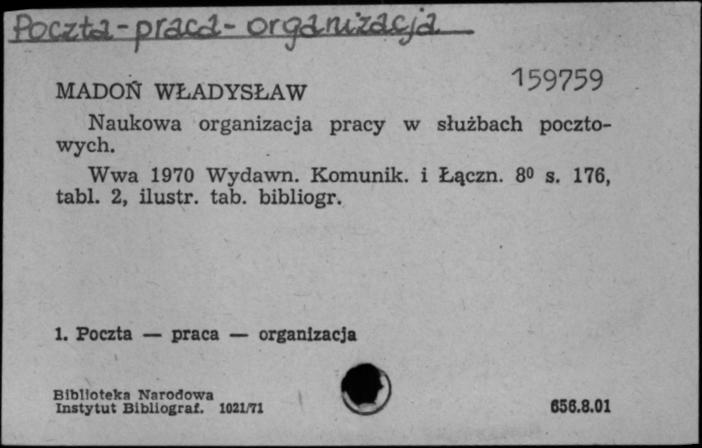 Poczta - praca - organizacja
159759
MADOŃ WŁADYSŁAW
Naukowa organizacja pracy w służbach poczto-
wych.
Wwa 1970 Wydawn. Komunik. i Łączn. 8⁰ s. 176,
tabl. 2, ilustr. tab. bibliogr.
1. Poczta — praca — organizacja
Biblioteka Narodowa
Instytut Bibliograf. 1021/71
656.8.01